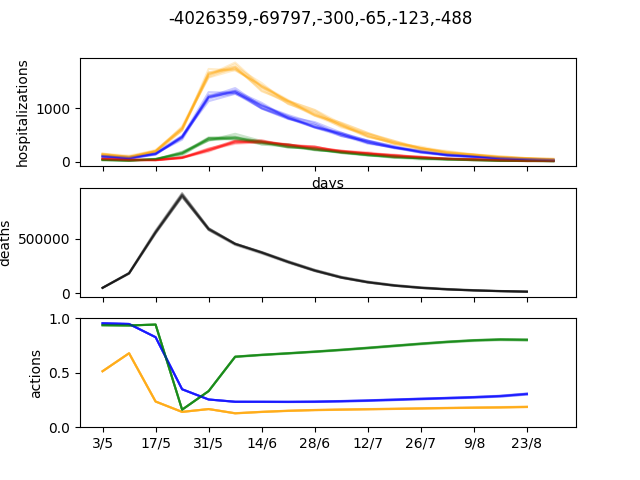 -4026359,-69797,-300,-65,-123,-488
hospitalizations
1000
0
days
deaths
500000
0
actions
1.0
0.5
0.0
3/5 17/5 31/5 14/6 28/6 12/7 26/7 9/8 23/8